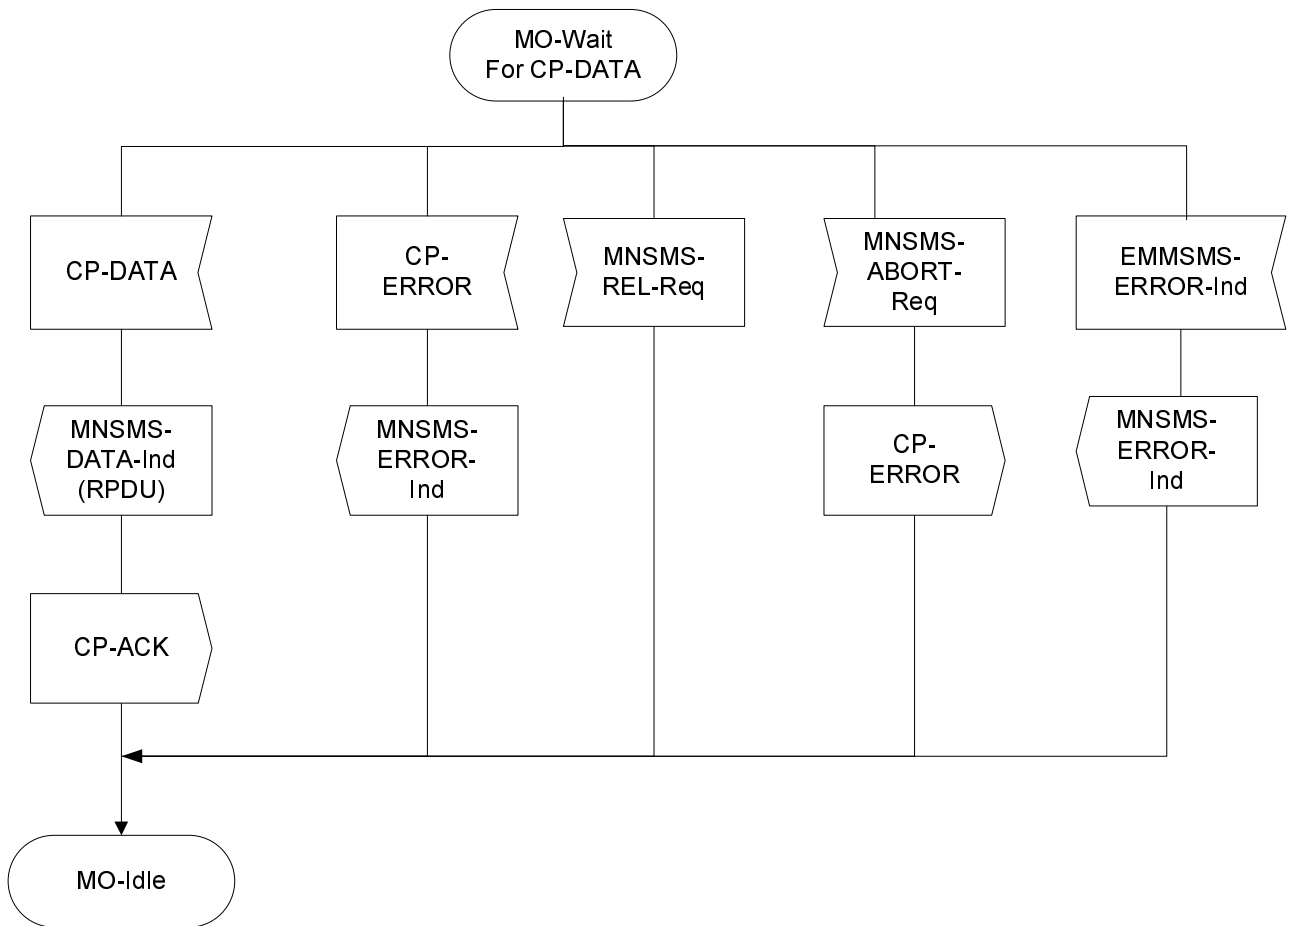 MO-Wait
For CP-DATA
CP-DATA
CP-
ERROR
MNSMS-
REL-Req
MNSMS-
ABORT-
Req
EMMSMS-
ERROR-Ind
MNSMS-
DATA-Ind
(RPDU)
MNSMS-
ERROR-
Ind
CP-
ERROR
MNSMS-
ERROR-
Ind
CP-ACK
MO-Idle